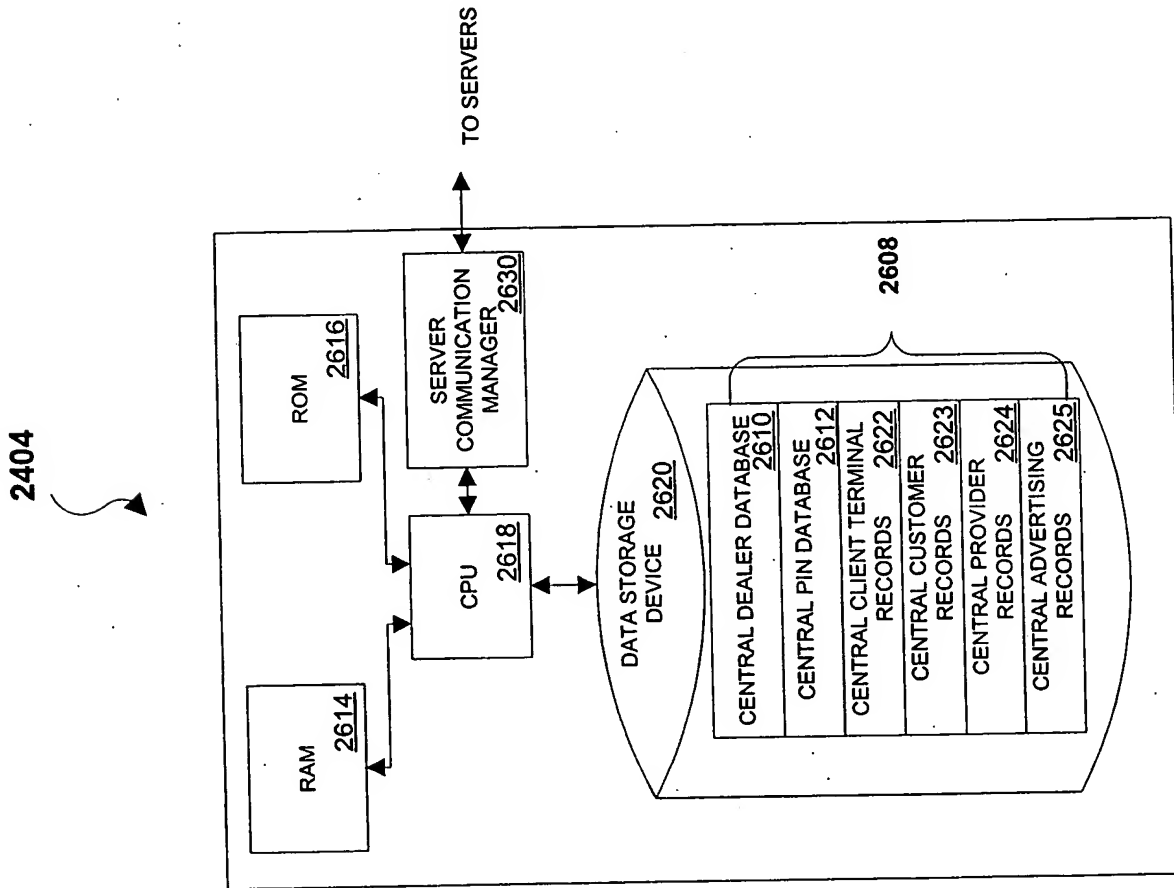 2404
RAM
2614
ROM
2616
CPU
2618
SERVER
COMMUNICATION
MANAGER
2630
TO SERVERS
DATA STORAGE
DEVICE
2620
2608
CENTRAL DEALER DATABASE
2610
CENTRAL PIN DATABASE
2612
CENTRAL CLIENT TERMINAL
RECORDS
2622
CENTRAL CUSTOMER
RECORDS
2623
CENTRAL PROVIDER
RECORDS
2624
CENTRAL ADVERTISING
RECORDS
2625